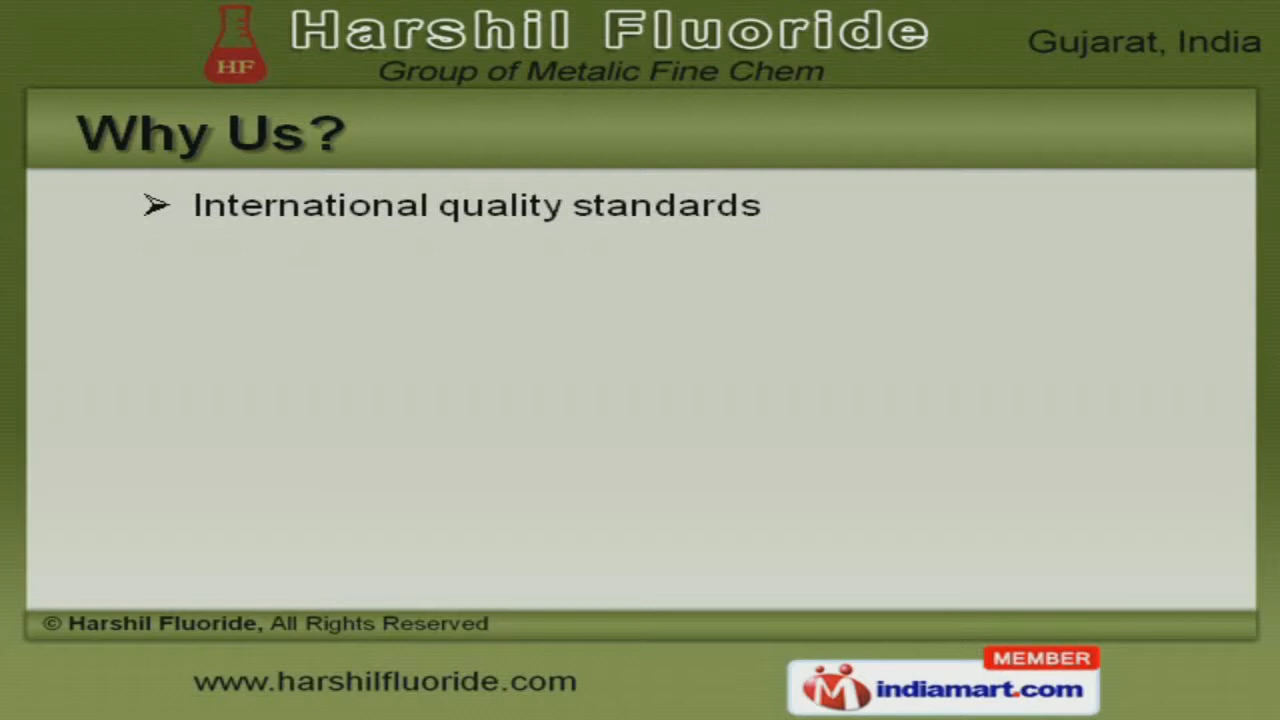 Harshil Fluoride
Gujarat, India
HF
Group of Metalic Fine Chem
Why Us?
➢ International quality standards
© Harshil Fluoride, All Rights Reserved
www.harshilfluoride.com
MEMBER
indiamart.com